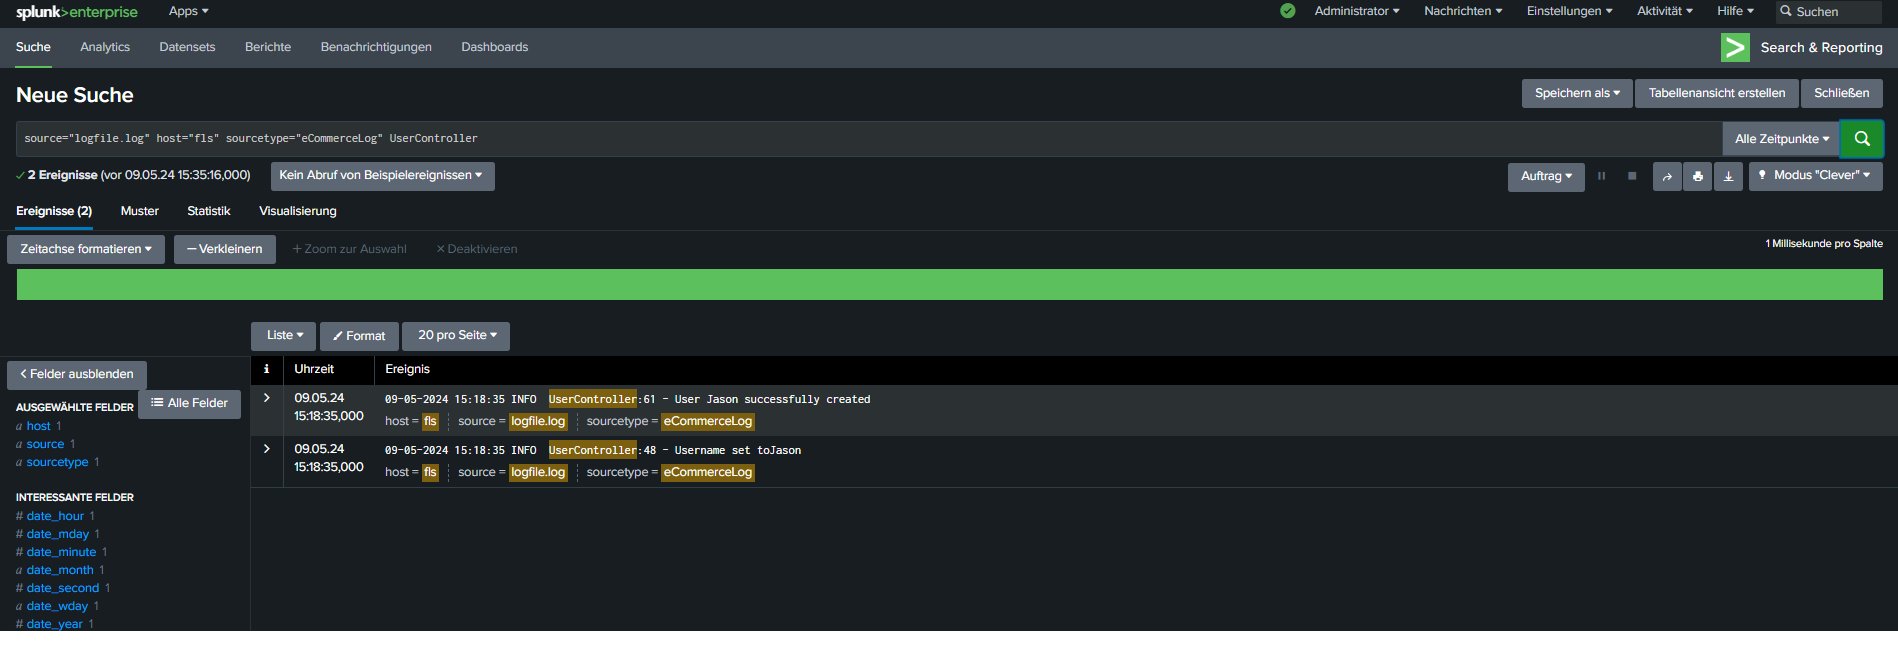 splunk>enterprise Apps Administrator Nachrichten Einstellungen Aktivität Hilfe Suchen
Suche Analytics Datensets Berichte Benachrichtigungen Dashboards Search & Reporting
Neue Suche Speichern als Tabellenansicht erstellen Schließen
source="logfile.log" host="fls" sourcetype="eCommerceLog" UserController Alle Zeitpunkte
2 Ereignisse (vor 09.05.24 15:35:16,000) Kein Abruf von Beispielereignissen Auftrag Modus "Clever"
Ereignisse (2) Muster Statistik Visualisierung
Zeitachse formatieren — Verkleinern + Zoom zur Auswahl × Deaktivieren 1 Millisekunde pro Spalte
Liste Format 20 pro Seite
< Felder ausblenden
Alle Felder
AUSGEWÄHLTE FELDER
a host 1
a source 1
a sourcetype 1
INTERESSANTE FELDER
# date_hour 1
# date_mday 1
# date_minute 1
a date_month 1
# date_second 1
a date_wday 1
# date_year 1
i Uhrzeit Ereignis
> 09.05.24 15:18:35,000
09-05-2024 15:18:35 INFO UserController:61 - User Jason successfully created
host = fls source = logfile.log sourcetype = eCommerceLog
> 09.05.24 15:18:35,000
09-05-2024 15:18:35 INFO UserController:48 - Username set toJason
host = fls source = logfile.log sourcetype = eCommerceLog